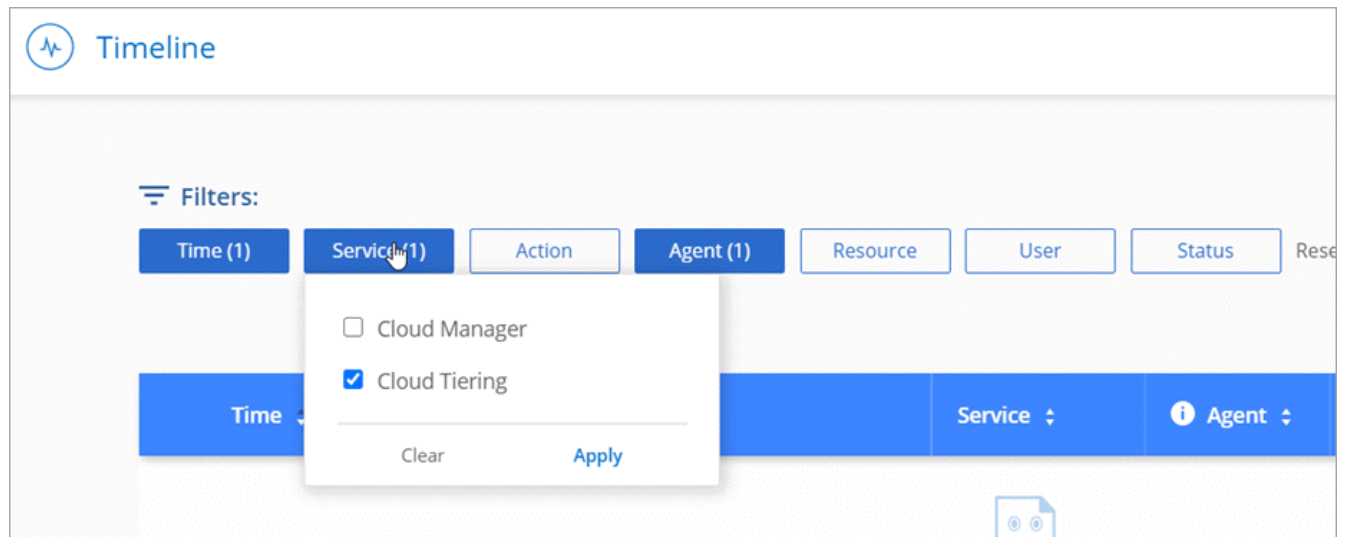 Timeline
Filters:
Time (1) Service (1) Action Agent (1) Resource User Status Rese
Cloud Manager
Cloud Tiering
Time Service Agent
Clear Apply